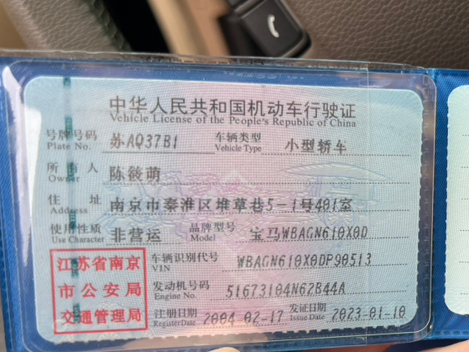 中华人民共和国机动车行驶证
Vehicle License of the People's Republic of China
号牌号码 苏AQ37B1 车辆类型 小型轿车
Plate No. Vehicle Type
所有人 陈筱萌
Owner
住址 南京市秦淮区堆草巷5-1号401室
Address
使用性质 非营运 品牌型号 宝马WBAGN610X0D
Use Character Model
江苏省南京市公安局交通管理局
车辆识别代号 WBAGN610X0DP90513
VIN
发动机号码 51673104N62B44A
Engine No.
注册日期 2004-02-17 发证日期 2023-01-10
Register Date Issue Date